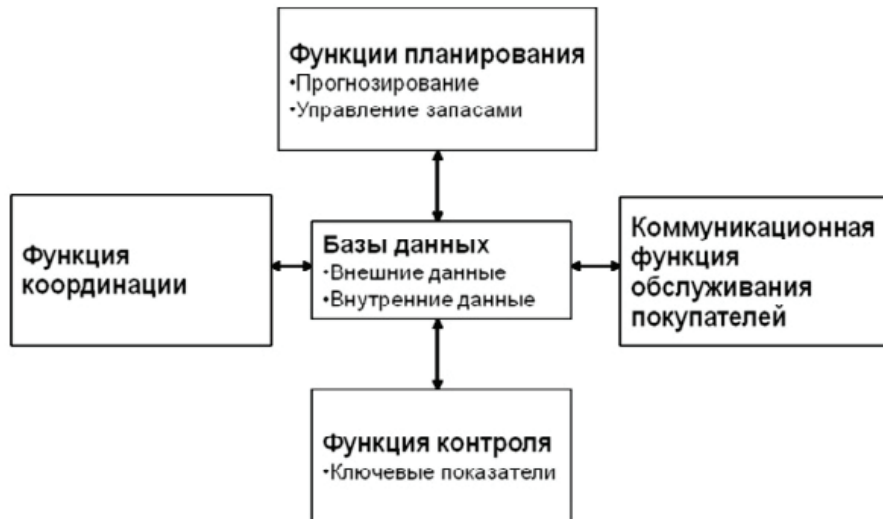 Функции планирования
•Прогнозирование
•Управление запасами
Функция
координации
Базы данных
•Внешние данные
•Внутренние данные
Коммуникационная
функция
обслуживания
покупателей
Функция контроля
•Ключевые показатели